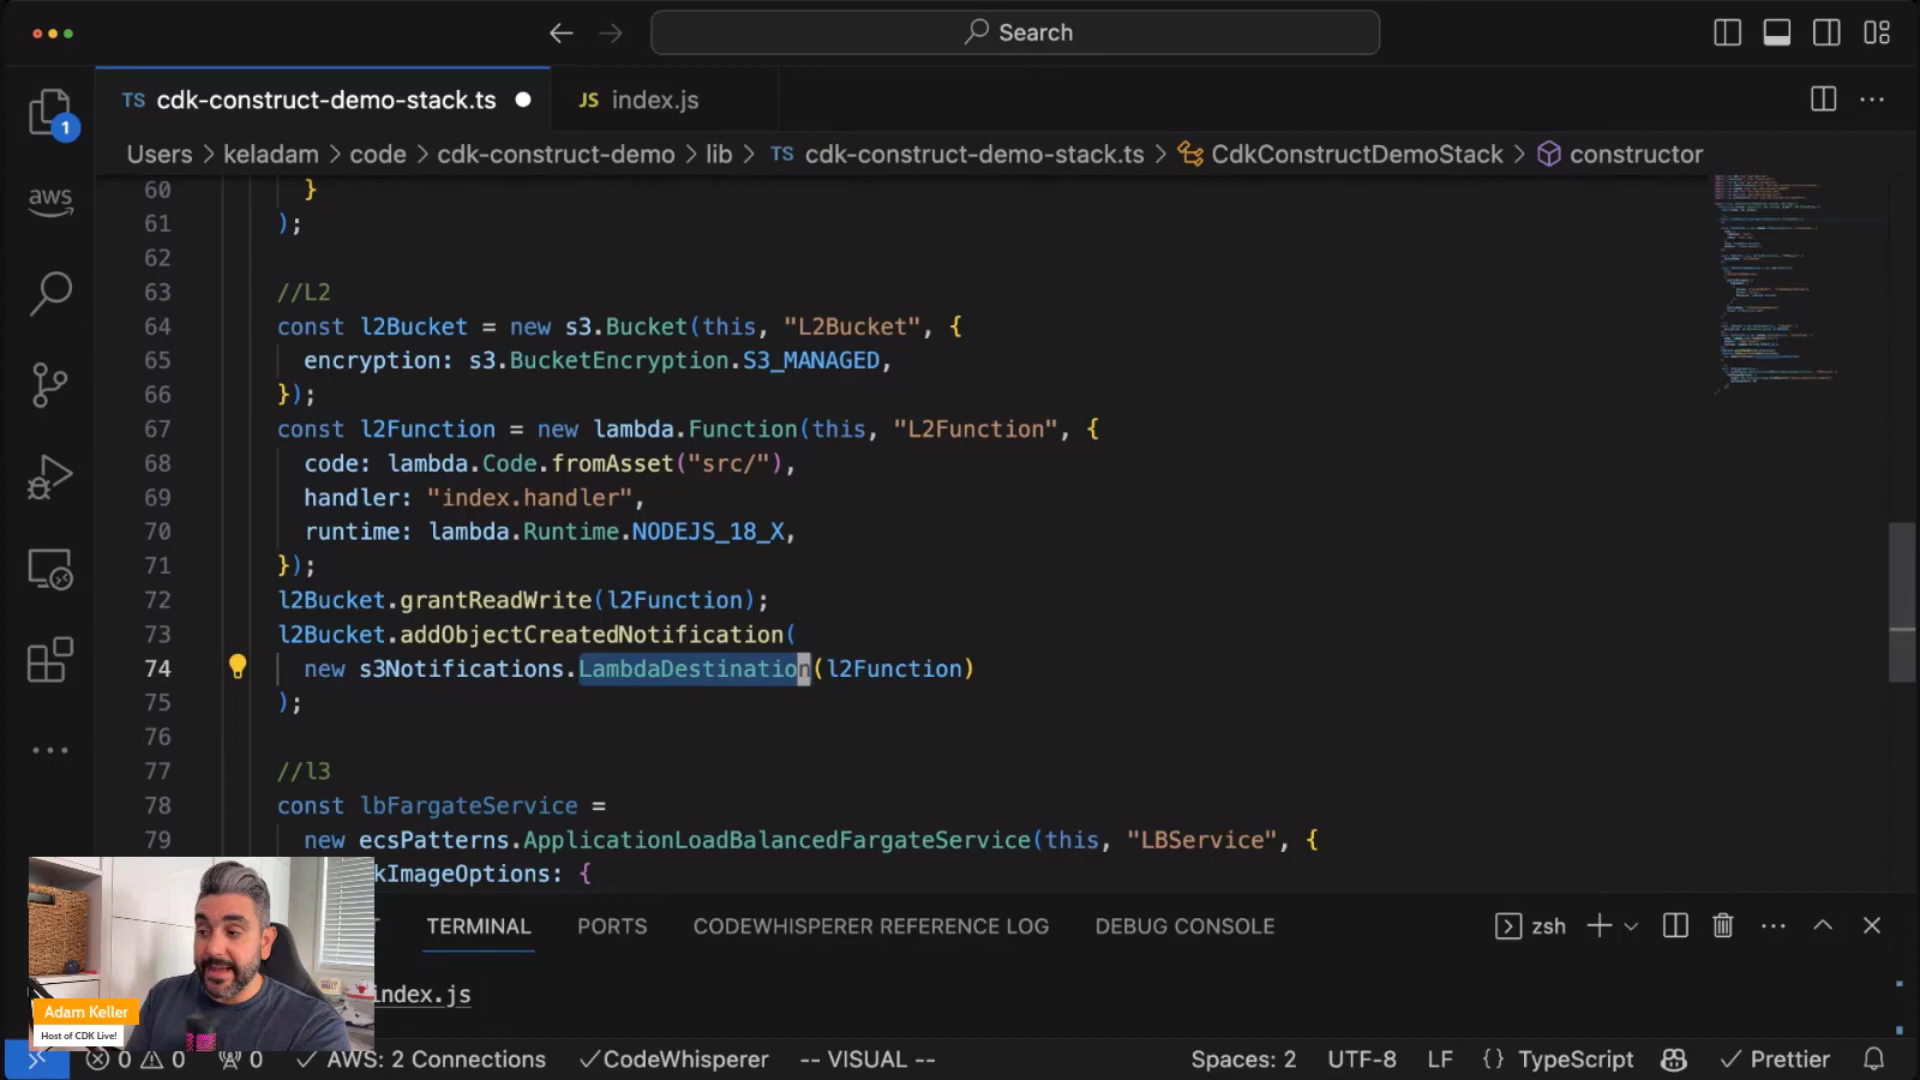 Search
TS cdk-construct-demo-stack.ts
JS index.js
1
Users > keladam > code > cdk-construct-demo > lib > TS cdk-construct-demo-stack.ts > CdkConstructDemoStack > constructor
aws
60 }
61 );
62
63 //L2
64 const l2Bucket = new s3.Bucket(this, "L2Bucket", {
65 encryption: s3.BucketEncryption.S3_MANAGED,
66 });
67 const l2Function = new lambda.Function(this, "L2Function", {
68 code: lambda.Code.fromAsset("src/"),
69 handler: "index.handler",
70 runtime: lambda.Runtime.NODEJS_18_X,
71 });
72 l2Bucket.grantReadWrite(l2Function);
73 l2Bucket.addObjectCreatedNotification(
74 new s3Notifications.LambdaDestination(l2Function)
75 );
76
77 //l3
78 const lbFargateService =
79 new ecsPatterns.ApplicationLoadBalancedFargateService(this, "LBService", {
kImageOptions: {
TERMINAL PORTS CODEWHISPERER REFERENCE LOG DEBUG CONSOLE zsh
index.js
Adam Keller
Host of CDK Live!
0 0 0 AWS: 2 Connections CodeWhisperer -- VISUAL -- Spaces: 2 UTF-8 LF {} TypeScript Prettier